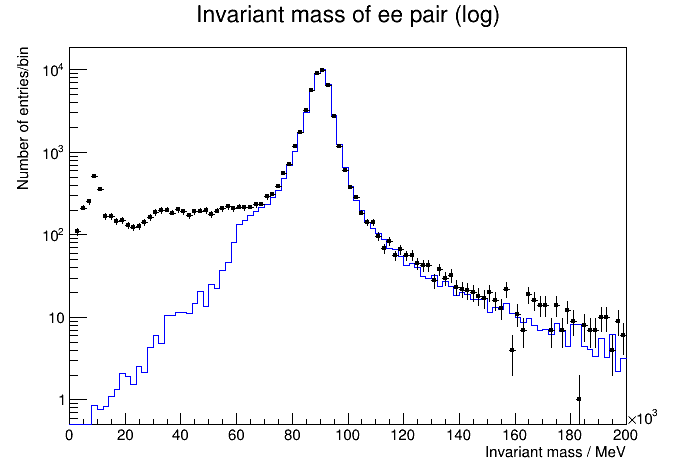 Invariant mass of ee pair (log)
Number of entries/bin
10⁴
10³
10²
10
1
0 20 40 60 80 100 120 140 160 180 200
×10³
Invariant mass / MeV